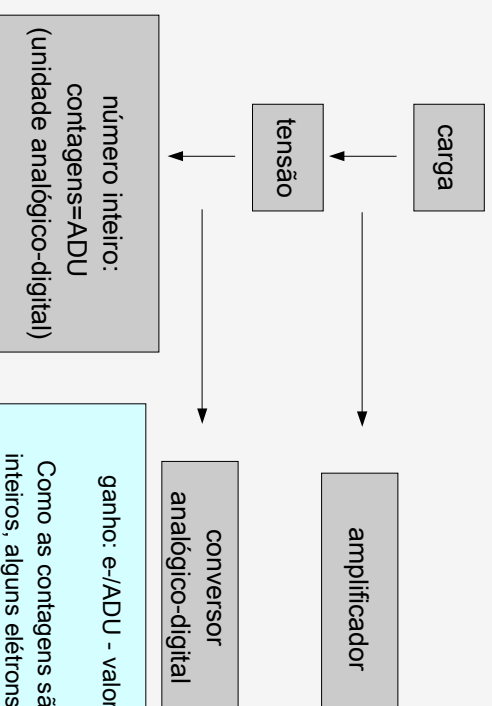 carga
amplificador
tensão
conversor
analógico-digital
número inteiro:
contagens=ADU
(unidade analógico-digital)
ganho: e-/ADU - valor
Como as contagens sã
inteiros, alguns elétrons